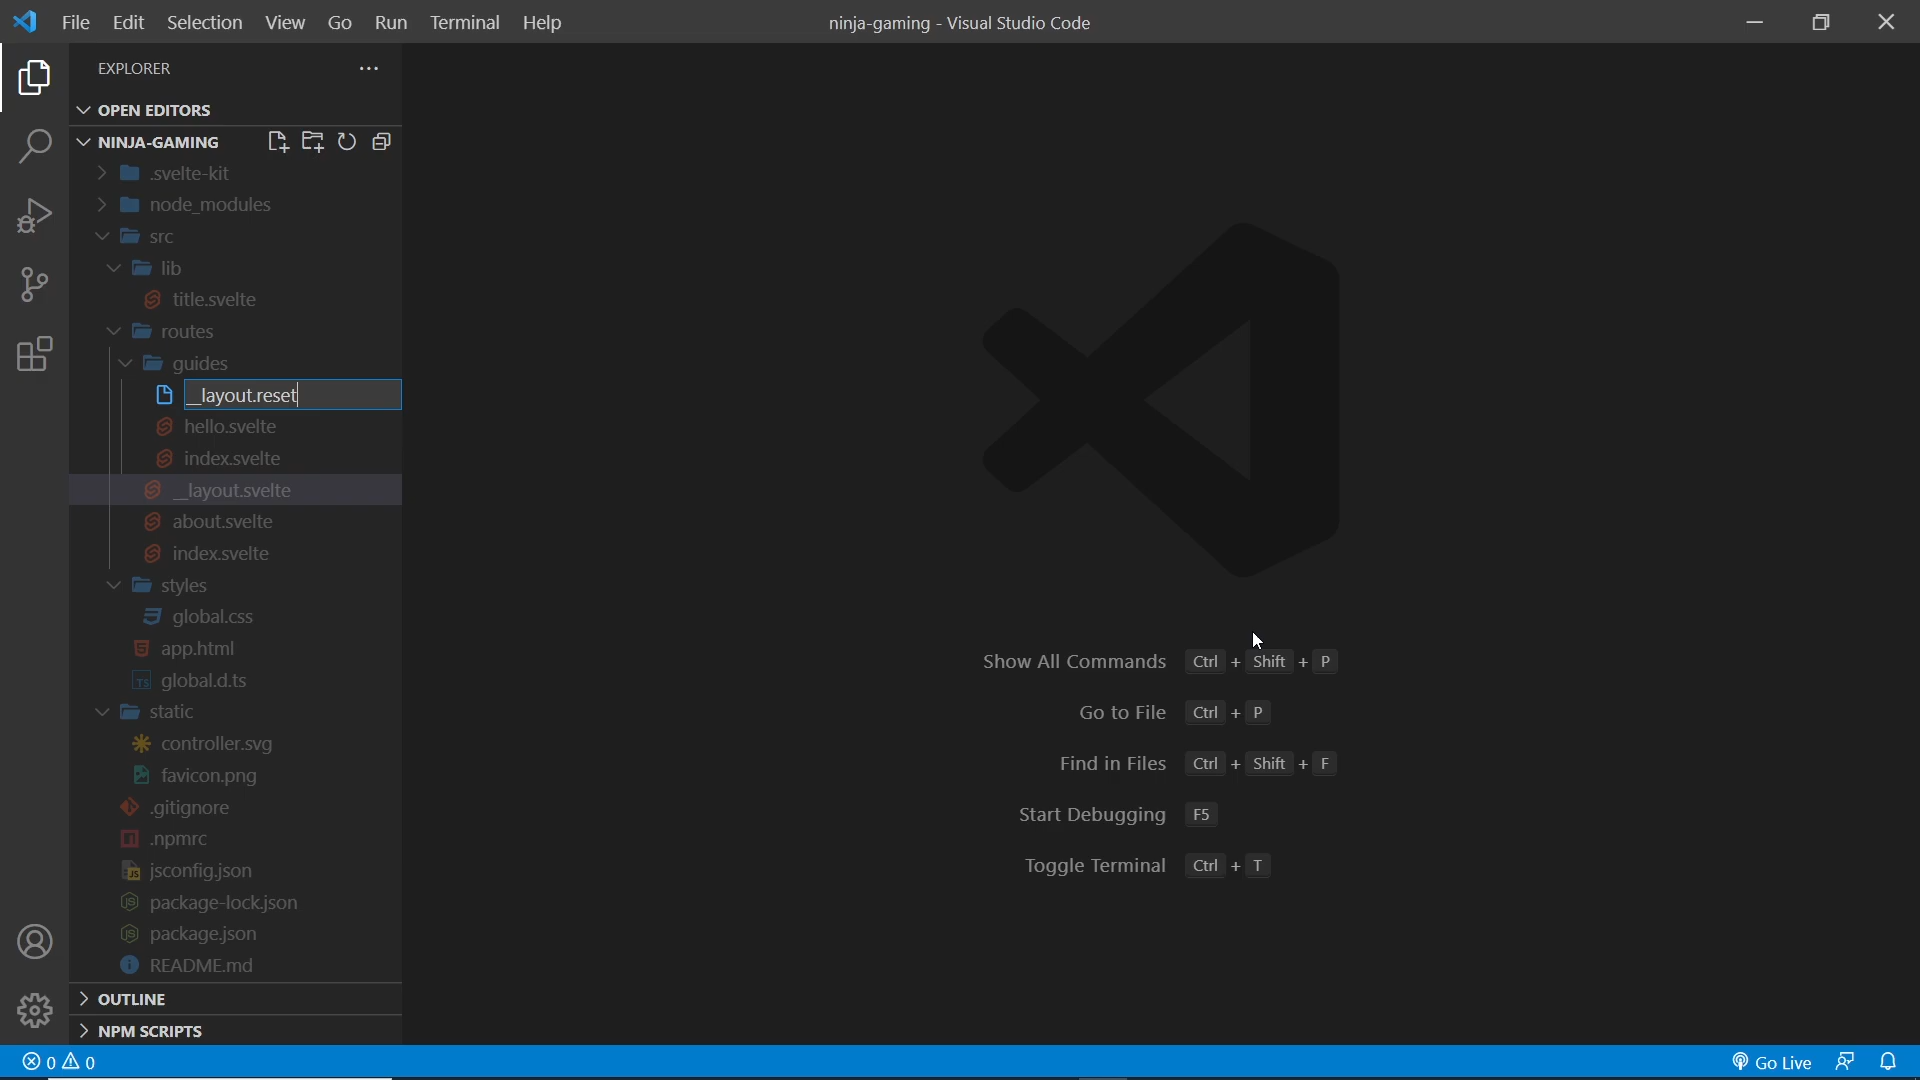 File Edit Selection View Go Run Terminal Help
ninja-gaming - Visual Studio Code
EXPLORER
OPEN EDITORS
NINJA-GAMING
.svelte-kit
node_modules
src
lib
title.svelte
routes
guides
__layout.reset
hello.svelte
index.svelte
__layout.svelte
about.svelte
index.svelte
styles
global.css
app.html
TS global.d.ts
static
controller.svg
favicon.png
.gitignore
.npmrc
JS jsconfig.json
package-lock.json
package.json
README.md
OUTLINE
NPM SCRIPTS
Show All Commands Ctrl + Shift + P
Go to File Ctrl + P
Find in Files Ctrl + Shift + F
Start Debugging F5
Toggle Terminal Ctrl + T
0 0
Go Live